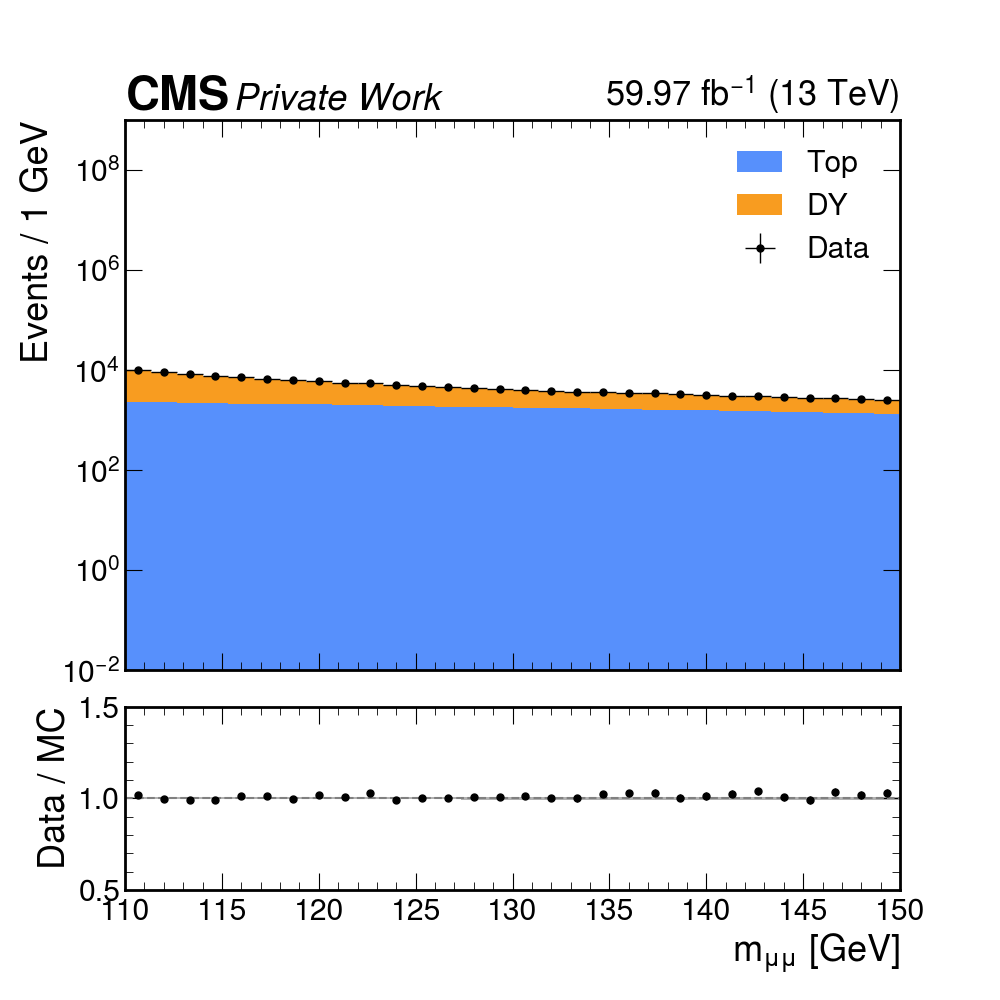 CMS Private Work 59.97 fb⁻¹ (13 TeV)
Events / 1 GeV
10⁸
10⁶
10⁴
10²
10⁰
10⁻²
Top
DY
Data
Data / MC
1.5
1.0
0.5
110 115 120 125 130 135 140 145 150
m_μμ [GeV]